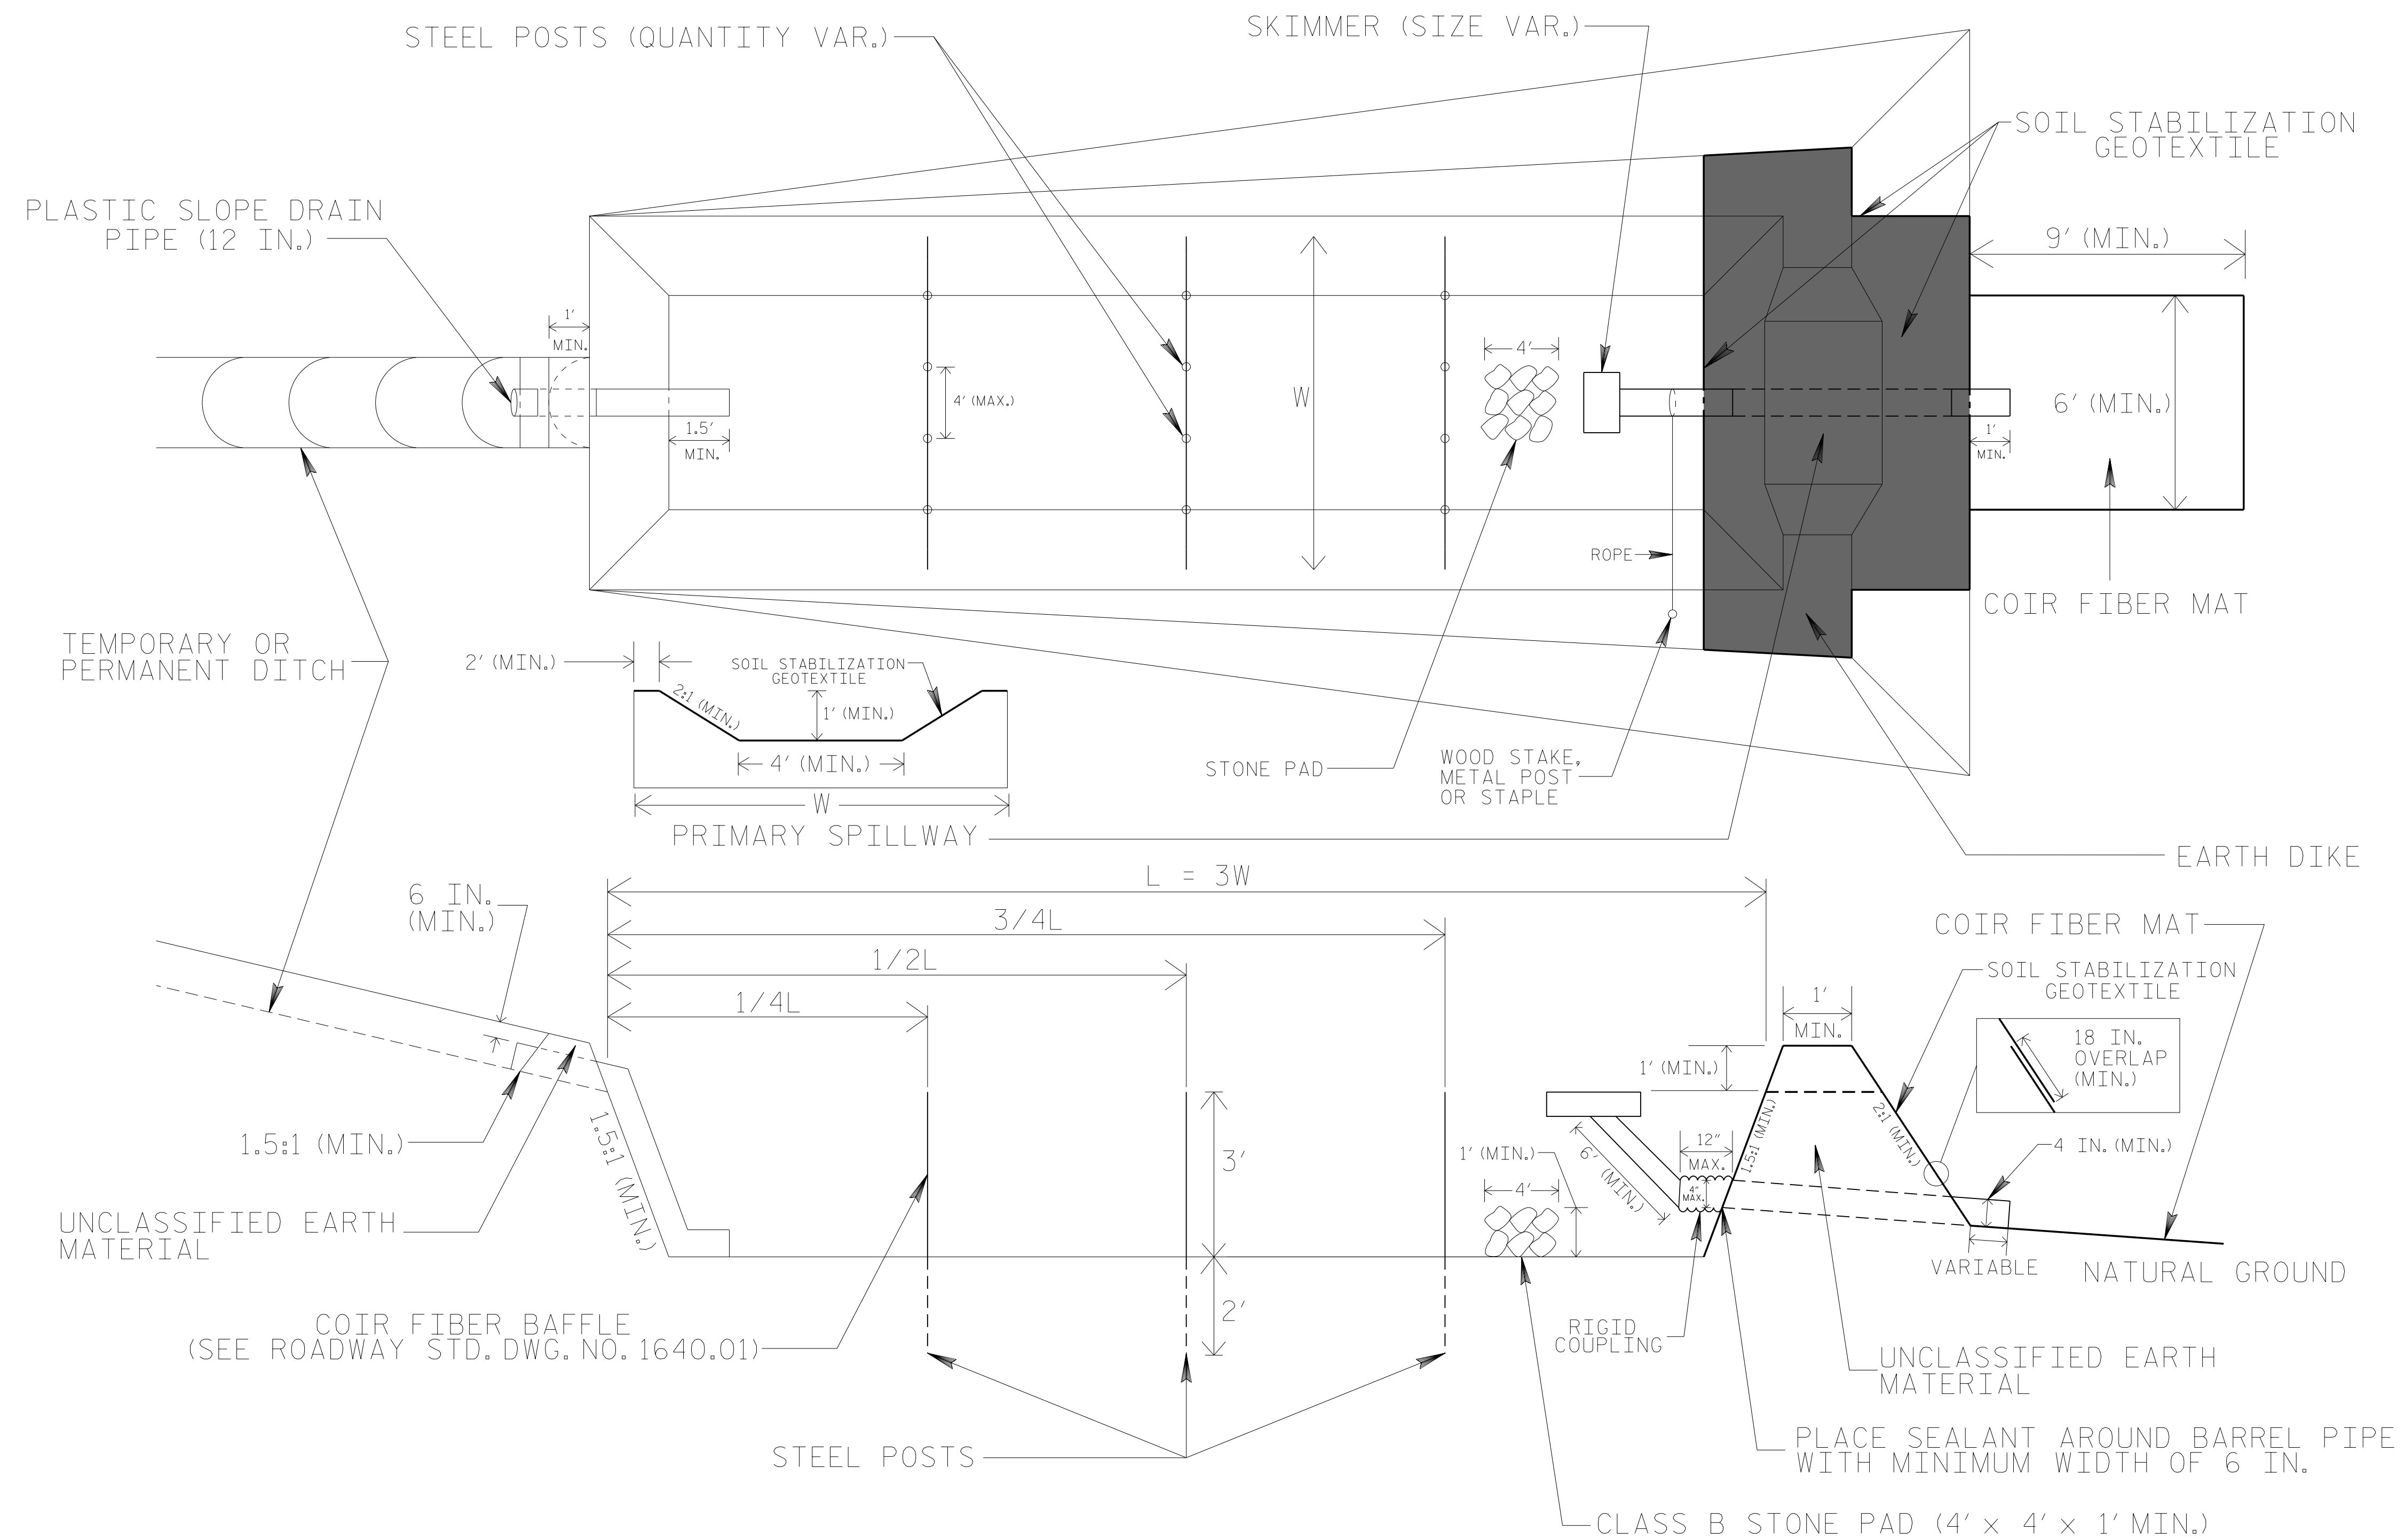 STEEL POSTS (QUANTITY VAR.)
SKIMMER (SIZE VAR.)
SOIL STABILIZATION
GEOTEXTILE
PLASTIC SLOPE DRAIN
PIPE (12 IN.)
9' (MIN.)
1'
MIN.
4'
4' (MAX.)
W
6' (MIN.)
1.5'
MIN.
1'
MIN.
ROPE
COIR FIBER MAT
TEMPORARY OR
PERMANENT DITCH
2' (MIN.)
SOIL STABILIZATION
GEOTEXTILE
2:1 (MIN.)
1' (MIN.)
4' (MIN.)
W
PRIMARY SPILLWAY
STONE PAD
WOOD STAKE,
METAL POST
OR STAPLE
EARTH DIKE
L = 3W
3/4L
1/2L
1/4L
6 IN.
(MIN.)
COIR FIBER MAT
SOIL STABILIZATION
GEOTEXTILE
1'
MIN.
18 IN.
OVERLAP
(MIN.)
1' (MIN.)
1.5:1 (MIN.)
1.5:1 (MIN.)
3'
1' (MIN.)
4'
6' (MIN.)
12"
MAX.
4"
MAX.
1.5:1 (MIN.)
2:1 (MIN.)
4 IN. (MIN.)
UNCLASSIFIED EARTH
MATERIAL
VARIABLE
NATURAL GROUND
2'
COIR FIBER BAFFLE
(SEE ROADWAY STD. DWG. NO. 1640.01)
RIGID
COUPLING
UNCLASSIFIED EARTH
MATERIAL
STEEL POSTS
PLACE SEALANT AROUND BARREL PIPE
WITH MINIMUM WIDTH OF 6 IN.
CLASS B STONE PAD (4' x 4' x 1' MIN.)